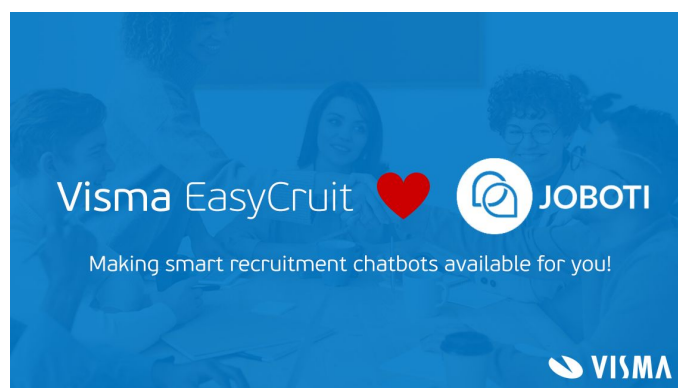 Visma EasyCruit JOBOTI
Making smart recruitment chatbots available for you!
VISMA